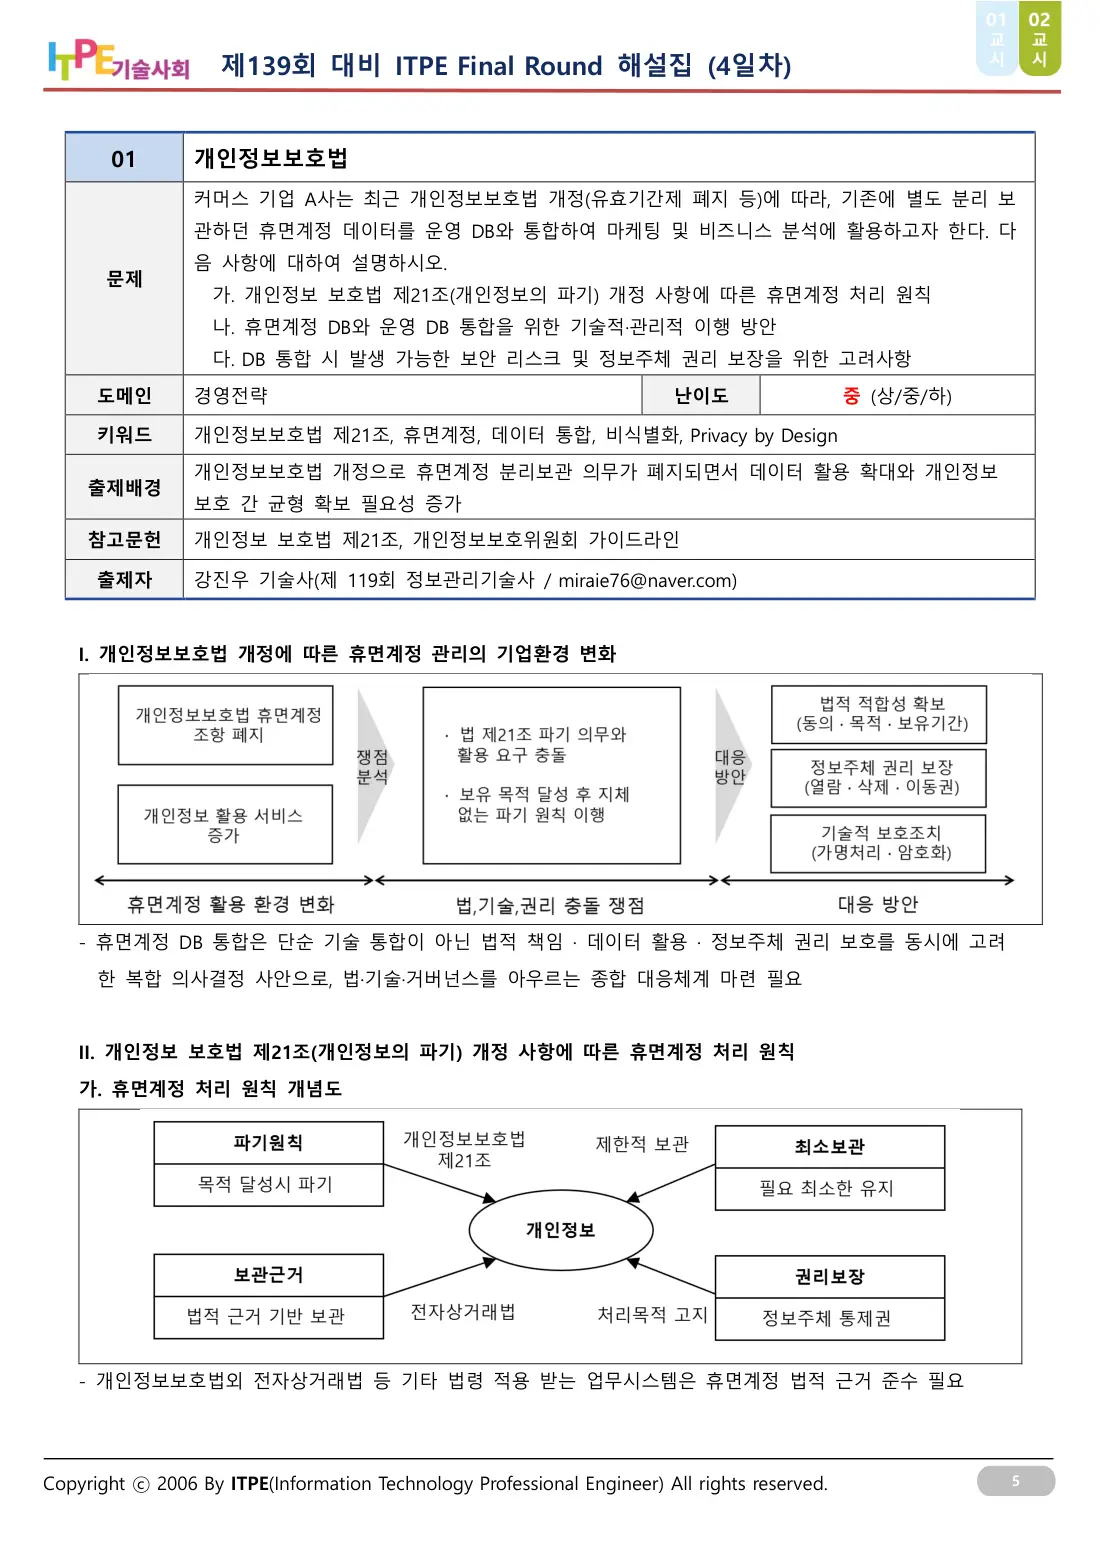 01
교
시
02
교
시
ITPE기술사회
제139회 대비 ITPE Final Round 해설집 (4일차)
01
개인정보보호법
문제
커머스 기업 A사는 최근 개인정보보호법 개정(유효기간제 폐지 등)에 따라, 기존에 별도 분리 보
관하던 휴면계정 데이터를 운영 DB와 통합하여 마케팅 및 비즈니스 분석에 활용하고자 한다. 다
음 사항에 대하여 설명하시오.
가. 개인정보 보호법 제21조(개인정보의 파기) 개정 사항에 따른 휴면계정 처리 원칙
나. 휴면계정 DB와 운영 DB 통합을 위한 기술적·관리적 이행 방안
다. DB 통합 시 발생 가능한 보안 리스크 및 정보주체 권리 보장을 위한 고려사항
도메인
경영전략
난이도
중 (상/중/하)
키워드
개인정보보호법 제21조, 휴면계정, 데이터 통합, 비식별화, Privacy by Design
출제배경
개인정보보호법 개정으로 휴면계정 분리보관 의무가 폐지되면서 데이터 활용 확대와 개인정보
보호 간 균형 확보 필요성 증가
참고문헌
개인정보 보호법 제21조, 개인정보보호위원회 가이드라인
출제자
강진우 기술사(제 119회 정보관리기술사 / miraie76@naver.com)
I. 개인정보보호법 개정에 따른 휴면계정 관리의 기업환경 변화
개인정보보호법 휴면계정
조항 폐지
개인정보 활용 서비스
증가
쟁점
분석
· 법 제21조 파기 의무와
활용 요구 충돌
· 보유 목적 달성 후 지체
없는 파기 원칙 이행
대응
방안
법적 적합성 확보
(동의 · 목적 · 보유기간)
정보주체 권리 보장
(열람 · 삭제 · 이동권)
기술적 보호조치
(가명처리 · 암호화)
휴면계정 활용 환경 변화
법,기술,권리 충돌 쟁점
대응 방안
- 휴면계정 DB 통합은 단순 기술 통합이 아닌 법적 책임 · 데이터 활용 · 정보주체 권리 보호를 동시에 고려
한 복합 의사결정 사안으로, 법·기술·거버넌스를 아우르는 종합 대응체계 마련 필요
II. 개인정보 보호법 제21조(개인정보의 파기) 개정 사항에 따른 휴면계정 처리 원칙
가. 휴면계정 처리 원칙 개념도
파기원칙
목적 달성시 파기
개인정보보호법
제21조
제한적 보관
최소보관
필요 최소한 유지
개인정보
보관근거
법적 근거 기반 보관
전자상거래법
처리목적 고지
권리보장
정보주체 통제권
- 개인정보보호법외 전자상거래법 등 기타 법령 적용 받는 업무시스템은 휴면계정 법적 근거 준수 필요
Copyright ⓒ 2006 By ITPE(Information Technology Professional Engineer) All rights reserved.
5